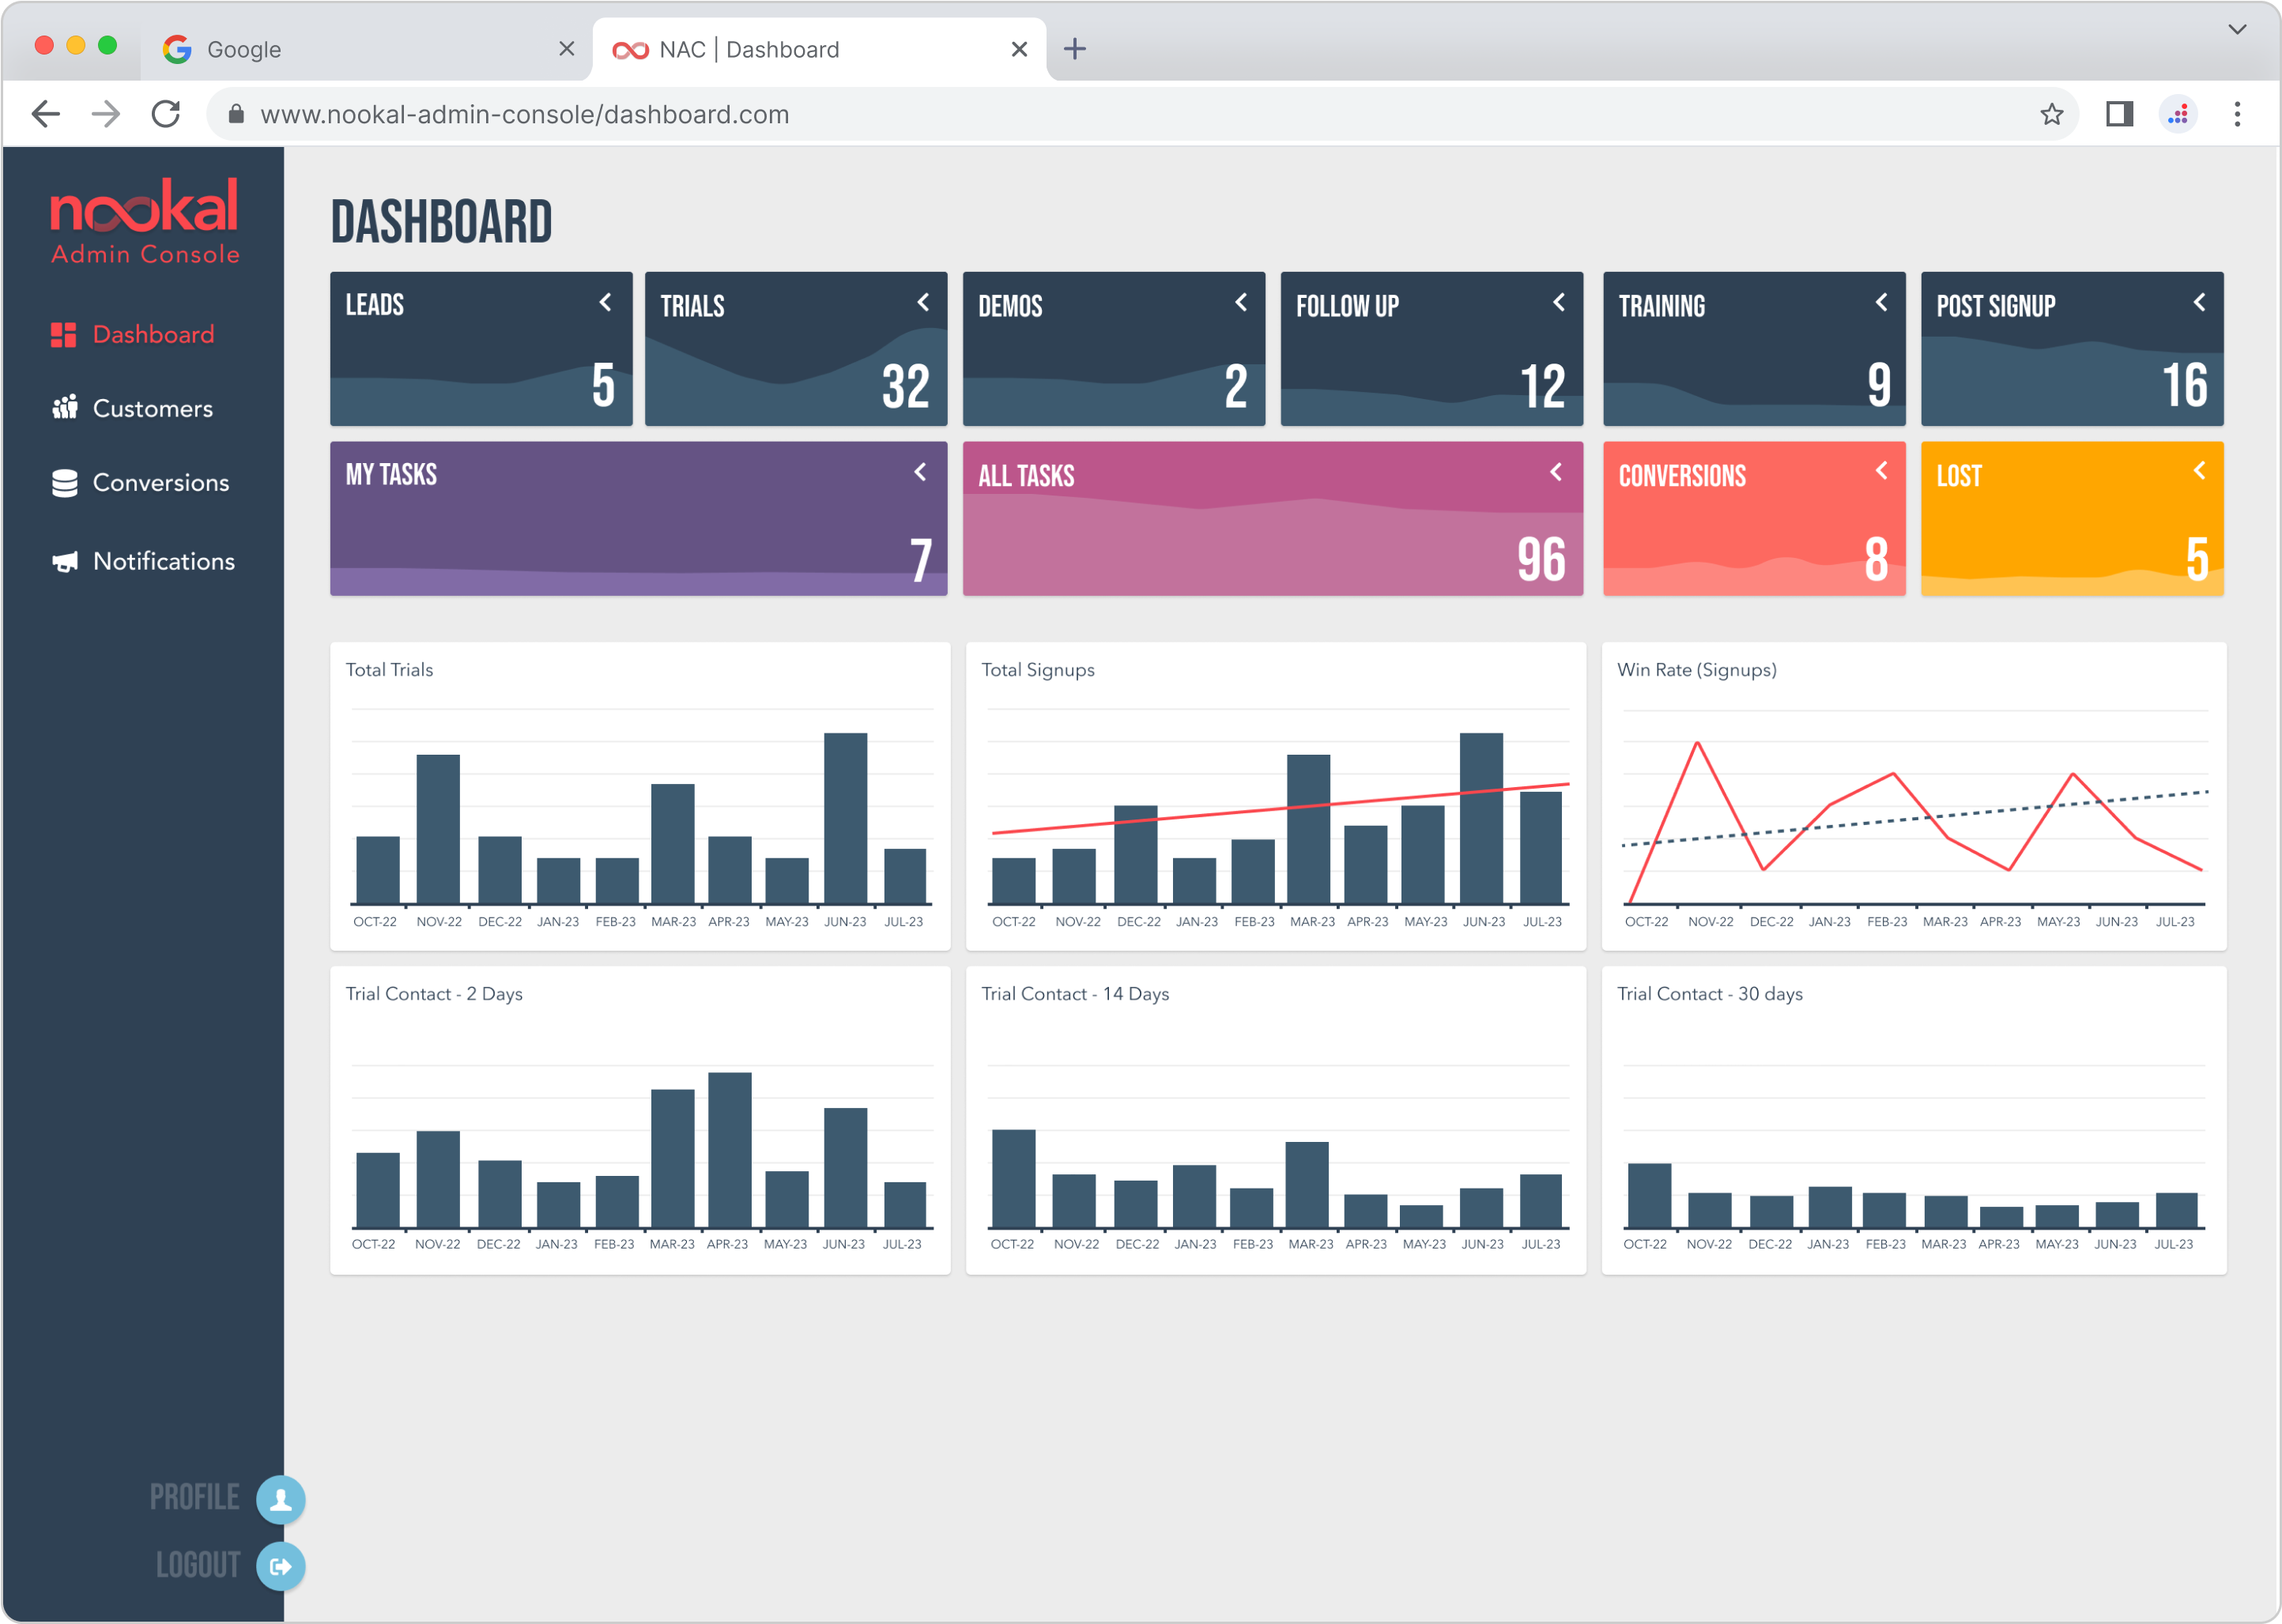 Google
NAC | Dashboard
www.nookal-admin-console/dashboard.com
nookal
Admin Console
Dashboard
Customers
Conversions
Notifications
PROFILE
LOGOUT
DASHBOARD
LEADS
5
TRIALS
32
DEMOS
2
FOLLOW UP
12
TRAINING
9
POST SIGNUP
16
MY TASKS
7
ALL TASKS
96
CONVERSIONS
8
LOST
5
Total Trials
OCT-22 NOV-22 DEC-22 JAN-23 FEB-23 MAR-23 APR-23 MAY-23 JUN-23 JUL-23
Total Signups
OCT-22 NOV-22 DEC-22 JAN-23 FEB-23 MAR-23 APR-23 MAY-23 JUN-23 JUL-23
Win Rate (Signups)
OCT-22 NOV-22 DEC-22 JAN-23 FEB-23 MAR-23 APR-23 MAY-23 JUN-23 JUL-23
Trial Contact - 2 Days
OCT-22 NOV-22 DEC-22 JAN-23 FEB-23 MAR-23 APR-23 MAY-23 JUN-23 JUL-23
Trial Contact - 14 Days
OCT-22 NOV-22 DEC-22 JAN-23 FEB-23 MAR-23 APR-23 MAY-23 JUN-23 JUL-23
Trial Contact - 30 days
OCT-22 NOV-22 DEC-22 JAN-23 FEB-23 MAR-23 APR-23 MAY-23 JUN-23 JUL-23